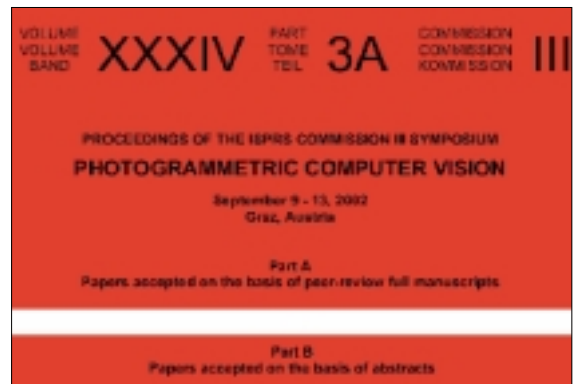 VOLUME VOLUME BAND XXXIV PART TOME TEIL 3A COMMISSION COMMISSION KOMMISSION III
PROCEEDINGS OF THE ISPRS COMMISSION III SYMPOSIUM
PHOTOGRAMMETRIC COMPUTER VISION
September 9 - 13, 2002
Graz, Austria
Part A
Papers accepted on the basis of peer-review full manuscripts
Part B
Papers accepted on the basis of abstracts